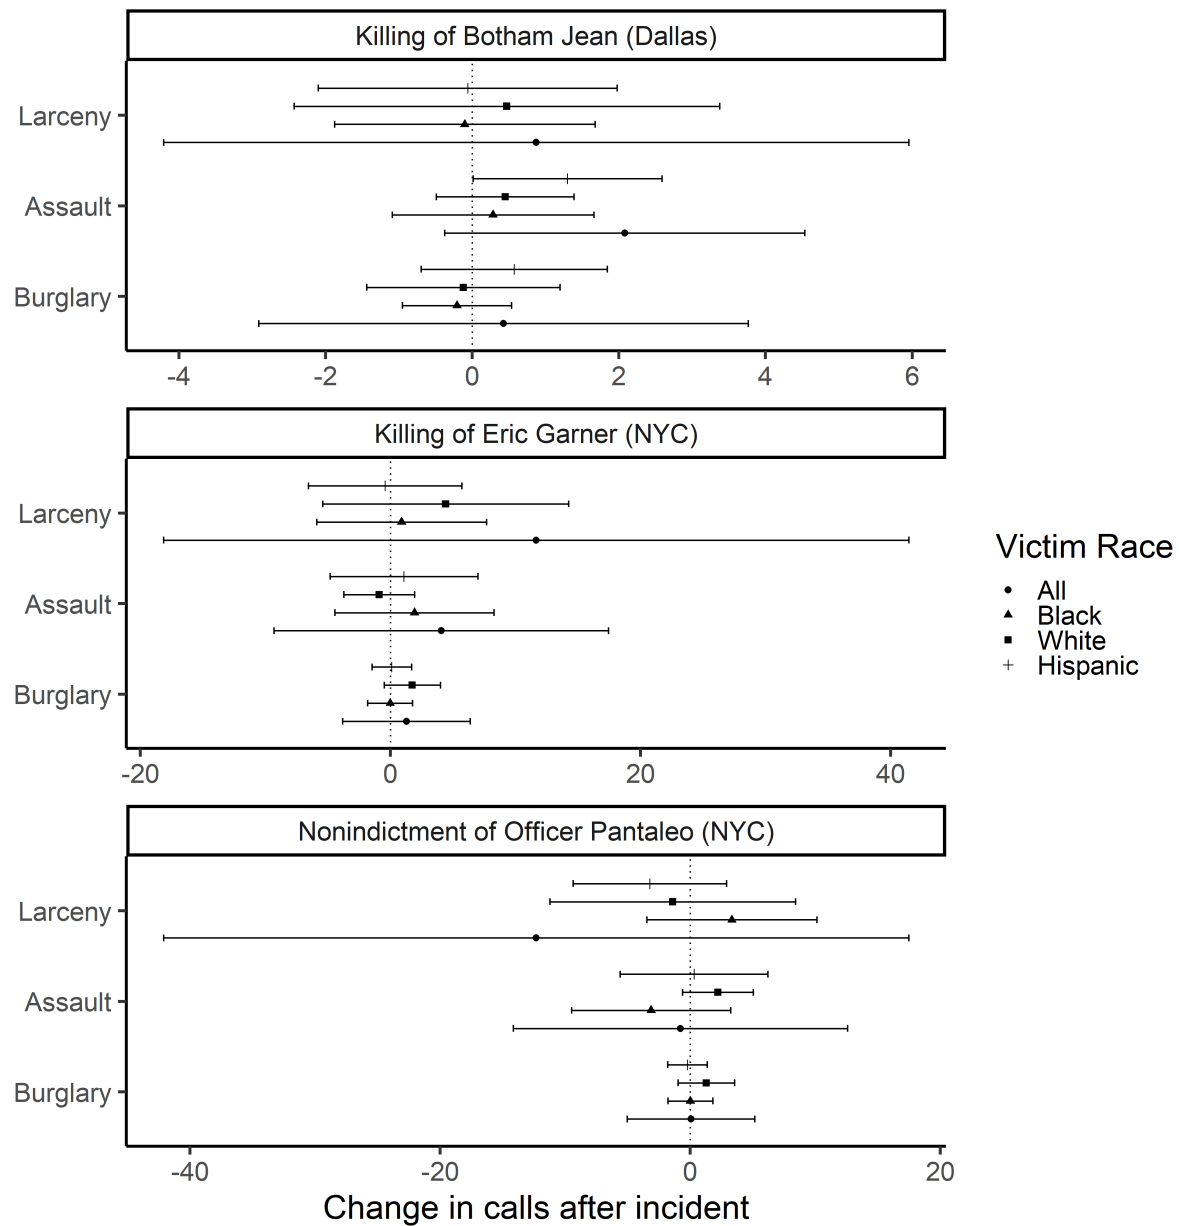 Killing of Botham Jean (Dallas)
Larceny
Assault
Burglary
-4 -2 0 2 4 6
Killing of Eric Garner (NYC)
Larceny
Assault
Burglary
-20 0 20 40
Nonindictment of Officer Pantaleo (NYC)
Larceny
Assault
Burglary
-40 -20 0 20
Change in calls after incident
Victim Race
All
Black
White
Hispanic